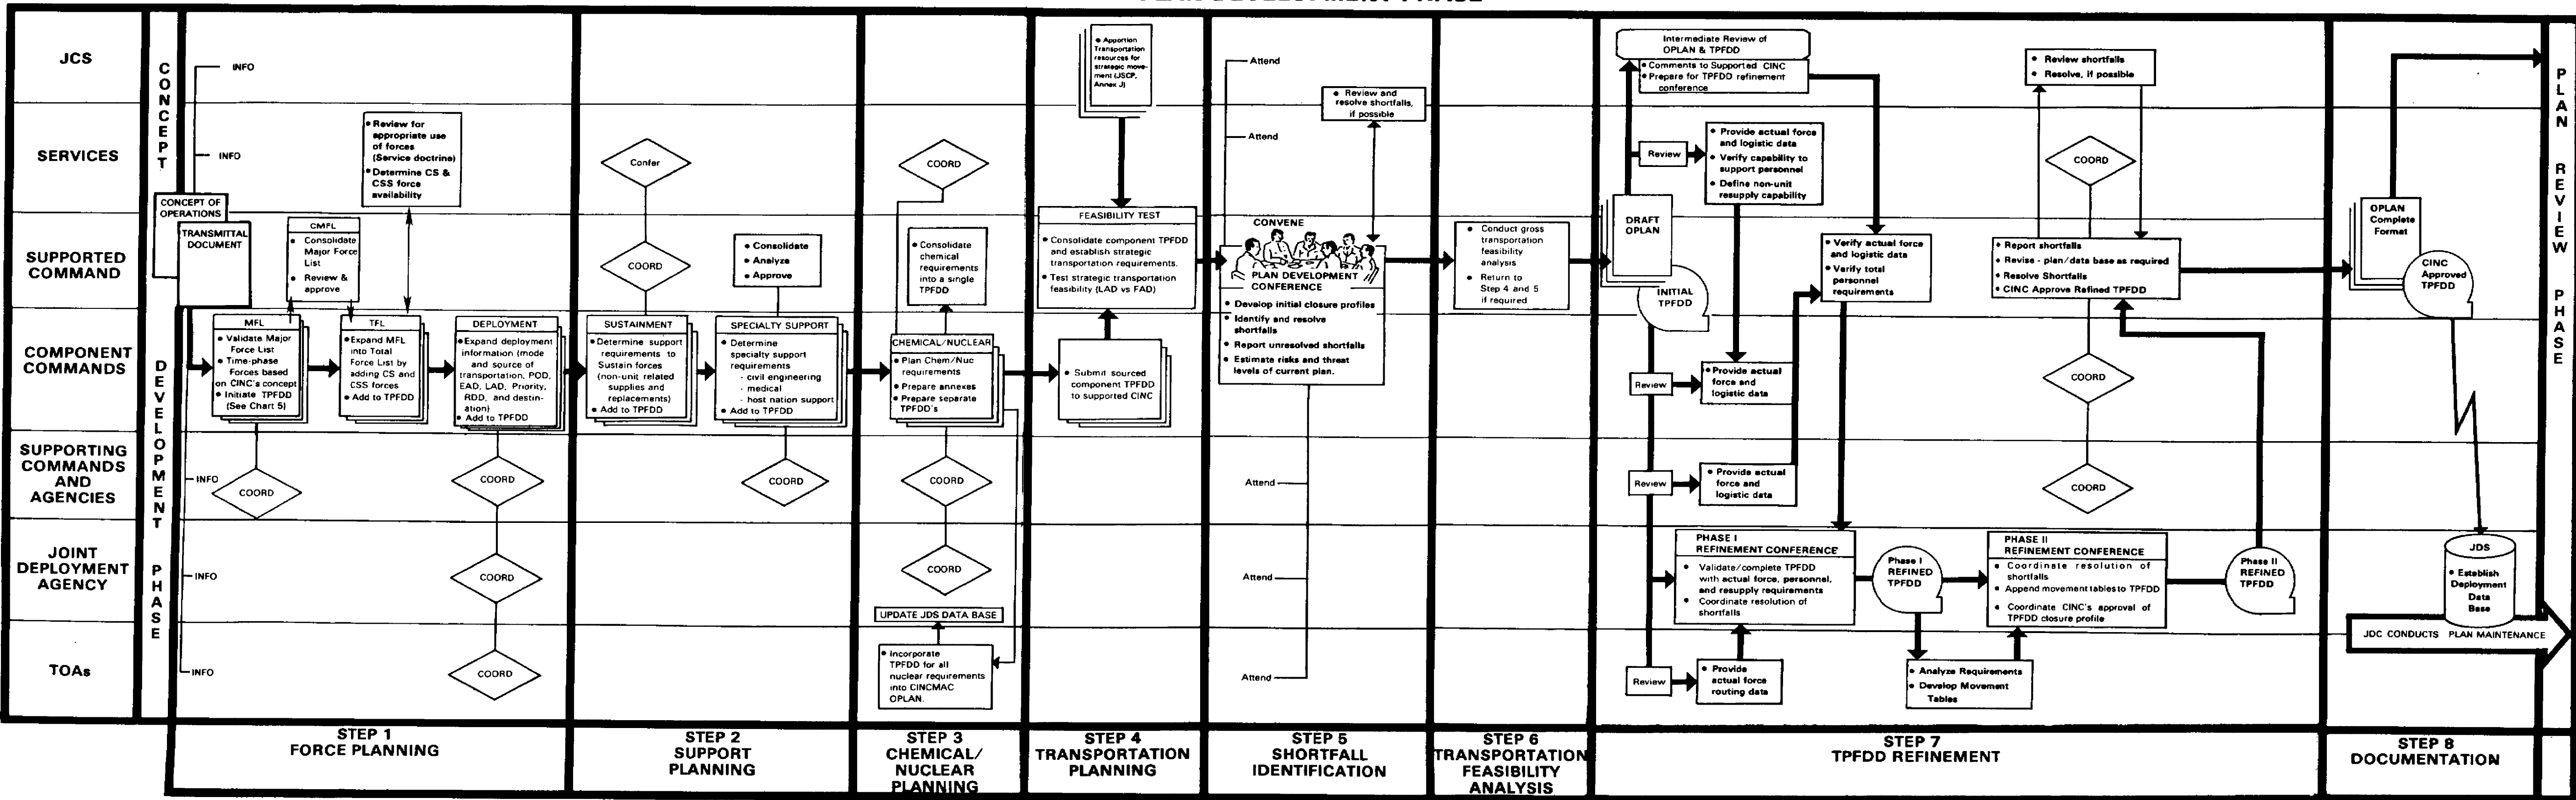 PLAN DEVELOPMENT PHASE
JCS
SERVICES
SUPPORTED
COMMAND
COMPONENT
COMMANDS
SUPPORTING
COMMANDS
AND
AGENCIES
JOINT
DEPLOYMENT
AGENCY
TOAs
CONCEPT
DEVELOPMENT
PHASE
INFO
INFO
CONCEPT OF
OPERATIONS
TRANSMITTAL
DOCUMENT
INFO
INFO
INFO
• Review for
appropriate use
of forces
(Service doctrine)
• Determine CS &
CSS force
availability
CMFL
• Consolidate
Major Force
List
• Review &
approve
MFL
• Validate Major
Force List
• Time-phase
Forces based
on CINC's concept
• Initiate TPFDD
(See Chart 5)
TFL
• Expand MFL
into Total
Force List by
adding CS and
CSS forces
• Add to TPFDD
DEPLOYMENT
• Expand deployment
information (mode
and source of
transportation, POD,
EAD, LAD, Priority,
RDD, and destin-
ation)
• Add to TPFDD
COORD
COORD
COORD
COORD
STEP 1
FORCE PLANNING
Confer
COORD
• Consolidate
• Analyze
• Approve
SUSTAINMENT
• Determine support
requirements to
Sustain forces
(non-unit related
supplies and
replacements)
• Add to TPFDD
SPECIALTY SUPPORT
• Determine
specialty support
requirements
- civil engineering
- medical
- host nation support
• Add to TPFDD
COORD
STEP 2
SUPPORT
PLANNING
COORD
• Consolidate
chemical
requirements
into a single
TPFDD
CHEMICAL/NUCLEAR
• Plan Chem/Nuc
requirements
• Prepare annexes
• Prepare separate
TPFDD's
COORD
COORD
UPDATE JDS DATA BASE
• Incorporate
TPFDD for all
nuclear requirements
into CINCMAC
OPLAN.
STEP 3
CHEMICAL/
NUCLEAR
PLANNING
• Apportion
Transportation
resources for
strategic move-
ment (JSCP,
Annex J)
FEASIBILITY TEST
• Consolidate component TPFDD
and establish strategic
transportation requirements.
• Test strategic transportation
feasibility (LAD vs FAD)
• Submit sourced
component TPFDD
to supported CINC
STEP 4
TRANSPORTATION
PLANNING
Attend
• Review and
resolve shortfalls,
if possible
Attend
CONVENE
PLAN DEVELOPMENT
CONFERENCE
• Develop initial closure profiles
• Identify and resolve
shortfalls
• Report unresolved shortfalls
• Estimate risks and threat
levels of current plan.
Attend
Attend
Attend
STEP 5
SHORTFALL
IDENTIFICATION
• Conduct gross
transportation
feasibility
analysis
• Return to
Step 4 and 5
if required
STEP 6
TRANSPORTATION
FEASIBILITY
ANALYSIS
Intermediate Review of
OPLAN & TPFDD
• Comments to Supported CINC
• Prepare for TPFDD refinement
conference
Review
• Provide actual force
and logistic data
• Verify capability to
support personnel
• Define non-unit
resupply capability
DRAFT
OPLAN
INITIAL
TPFDD
• Verify actual force
and logistic data
• Verify total
personnel
requirements
Review
• Provide actual
force and
logistic data
Review
• Provide actual
force and
logistic data
PHASE I
REFINEMENT CONFERENCE
• Validate/complete TPFDD
with actual force, personnel,
and resupply requirements
• Coordinate resolution of
shortfalls
Phase I
REFINED
TPFDD
Review
• Provide
actual force
routing data
• Analyze Requirements
• Develop Movement
Tables
• Review shortfalls
• Resolve, if possible
COORD
• Report shortfalls
• Revise - plan/data base as required
• Resolve Shortfalls
• CINC Approve Refined TPFDD
COORD
COORD
PHASE II
REFINEMENT CONFERENCE
• Coordinate resolution of
shortfalls
• Append movement tables to TPFDD
• Coordinate CINC's approval of
TPFDD closure profile
Phase II
REFINED
TPFDD
STEP 7
TPFDD REFINEMENT
OPLAN
Complete
Format
CINC
Approved
TPFDD
JDS
• Establish
Deployment
Data
Base
JDC CONDUCTS PLAN MAINTENANCE
STEP 8
DOCUMENTATION
PLAN REVIEW PHASE